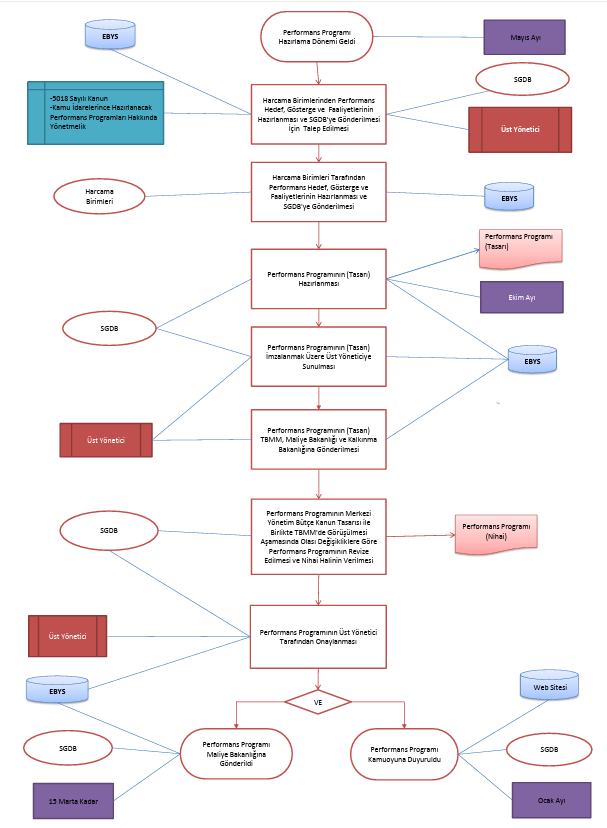 EBYS
Performans Programı
Hazırlama Dönemi Geldi
Mayıs Ayı
-5018 Sayılı Kanun
-Kamu İdarelerince Hazırlanacak
Performans Programları Hakkında
Yönetmelik
Harcama Birimlerinden Performans
Hedef, Gösterge ve Faaliyetlerinin
Hazırlanması ve SGDB'ye Gönderilmesi
İçin Talep Edilmesi
SGDB
Üst Yönetici
Harcama
Birimleri
Harcama Birimleri Tarafından
Performans Hedef, Gösterge ve
Faaliyetlerinin Hazırlanması ve
SGDB'ye Gönderilmesi
EBYS
Performans Programı
(Tasarı)
Performans Programının (Tasarı)
Hazırlanması
Ekim Ayı
SGDB
Performans Programının (Tasarı)
İmzalanmak Üzere Üst Yöneticiye
Sunulması
EBYS
Üst Yönetici
Performans Programının (Tasarı)
TBMM, Maliye Bakanlığı ve Kalkınma
Bakanlığına Gönderilmesi
SGDB
Performans Programının Merkezi
Yönetim Bütçe Kanun Tasarısı ile
Birlikte TBMM'de Görüşülmesi
Aşamasında Olası Değişikliklere Göre
Performans Programının Revize
Edilmesi ve Nihai Halinin Verilmesi
Performans Programı
(Nihai)
Üst Yönetici
Performans Programının Üst Yönetici
Tarafından Onaylanması
EBYS
VE
Web Sitesi
SGDB
Performans Programı
Maliye Bakanlığına
Gönderildi
Performans Programı
Kamuoyuna Duyuruldu
SGDB
15 Marta Kadar
Ocak Ayı